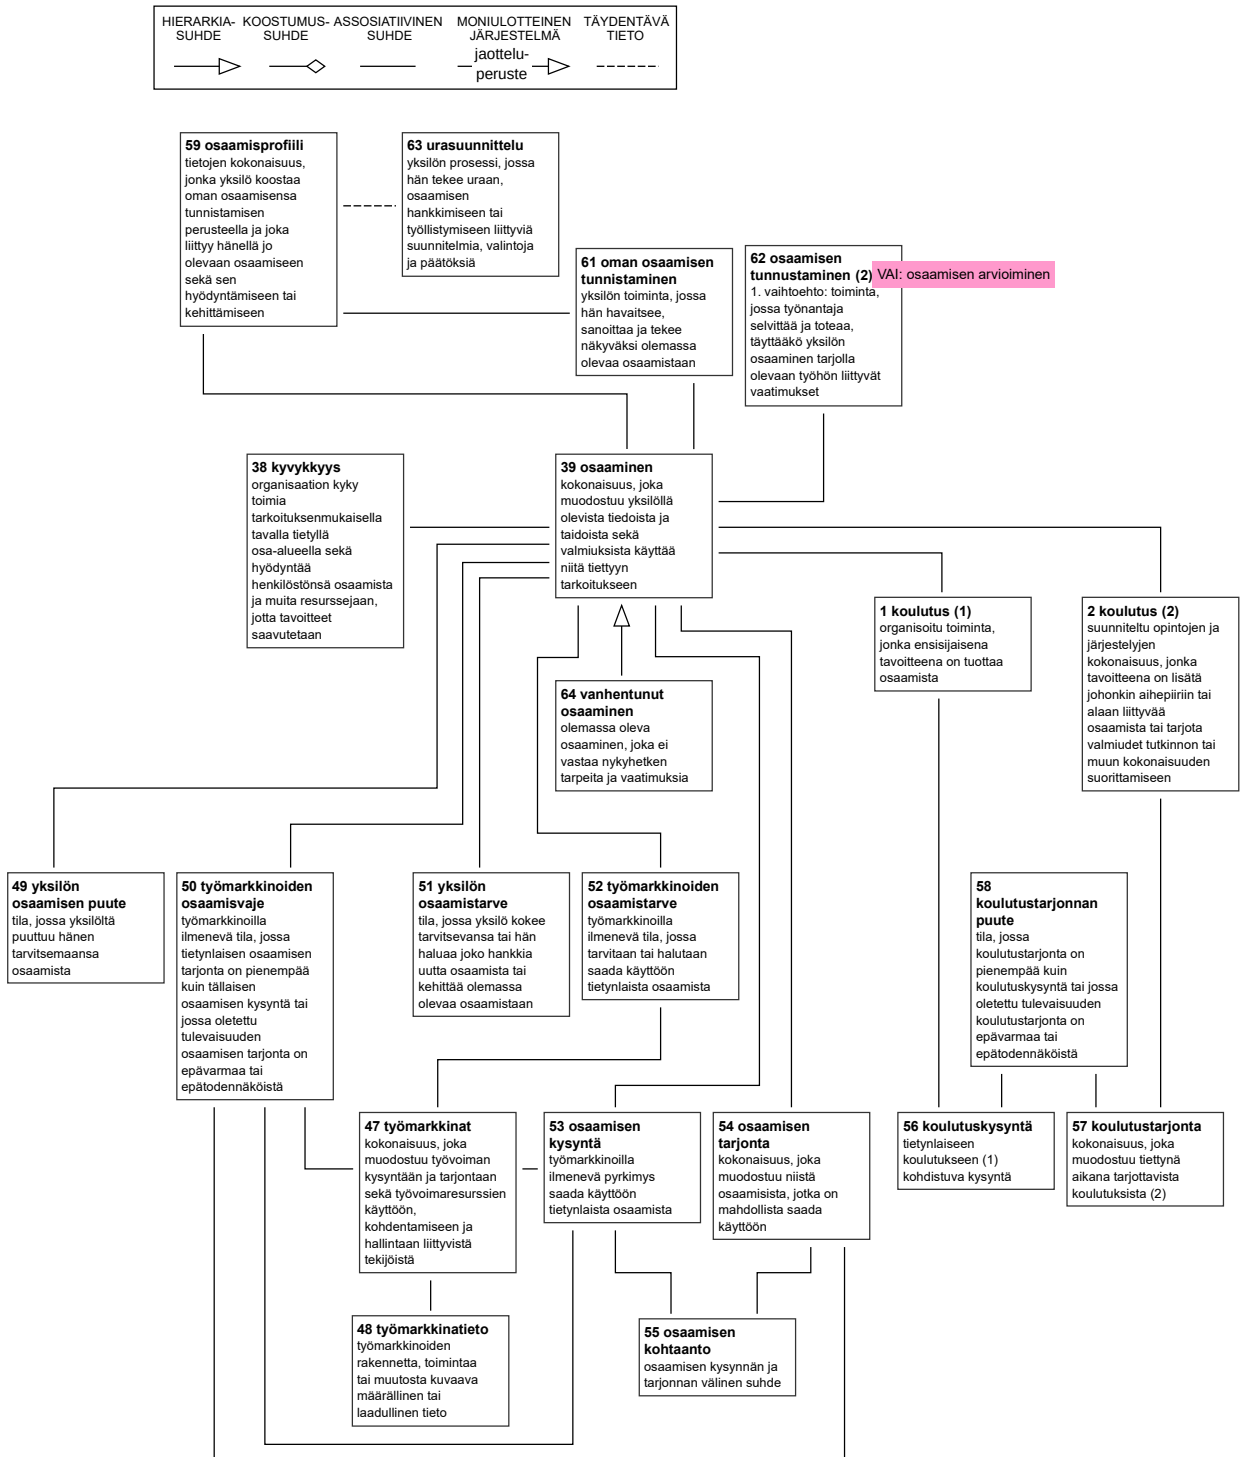 HIERARKIA-
SUHDE
KOOSTUMUS-
SUHDE
ASSOSIATIIVINEN
SUHDE
MONIULOTTEINEN
JÄRJESTELMÄ
TÄYDENTÄVÄ
TIETO
jaottelu-
peruste
59 osaamisprofiili
tietojen kokonaisuus,
jonka yksilö koostaa
oman osaamisensa
tunnistamisen
perusteella ja joka
liittyy hänellä jo
olevaan osaamiseen
sekä sen
hyödyntämiseen tai
kehittämiseen
63 urasuunnittelu
yksilön prosessi, jossa
hän tekee uraan,
osaamisen
hankkimiseen tai
työllistymiseen liittyviä
suunnitelmia, valintoja
ja päätöksiä
61 oman osaamisen
tunnistaminen
yksilön toiminta, jossa
hän havaitsee,
sanoittaa ja tekee
näkyväksi olemassa
olevaa osaamistaan
62 osaamisen
tunnustaminen (2)
1. vaihtoehto: toiminta,
jossa työnantaja
selvittää ja toteaa,
täyttääkö yksilön
osaaminen tarjolla
olevaan työhön liittyvät
vaatimukset
VAI: osaamisen arvioiminen
38 kyvykkyys
organisaation kyky
toimia
tarkoituksenmukaisella
tavalla tietyllä
osa-alueella sekä
hyödyntää
henkilöstönsä osaamista
ja muita resurssejaan,
jotta tavoitteet
saavutetaan
39 osaaminen
kokonaisuus, joka
muodostuu yksilöllä
olevista tiedoista ja
taidoista sekä
valmiuksista käyttää
niitä tiettyyn
tarkoitukseen
1 koulutus (1)
organisoitu toiminta,
jonka ensisijaisena
tavoitteena on tuottaa
osaamista
2 koulutus (2)
suunniteltu opintojen ja
järjestelyjen
kokonaisuus, jonka
tavoitteena on lisätä
johonkin aihepiiriin tai
alaan liittyvää
osaamista tai tarjota
valmiudet tutkinnon tai
muun kokonaisuuden
suorittamiseen
64 vanhentunut
osaaminen
olemassa oleva
osaaminen, joka ei
vastaa nykyhetken
tarpeita ja vaatimuksia
49 yksilön
osaamisen puute
tila, jossa yksilöltä
puuttuu hänen
tarvitsemaansa
osaamista
50 työmarkkinoiden
osaamisvaje
työmarkkinoilla
ilmenevä tila, jossa
tietynlaisen osaamisen
tarjonta on pienempää
kuin tällaisen
osaamisen kysyntä tai
jossa oletettu
tulevaisuuden
osaamisen tarjonta on
epävarmaa tai
epätodennäköistä
51 yksilön
osaamistarve
tila, jossa yksilö kokee
tarvitsevansa tai hän
haluaa joko hankkia
uutta osaamista tai
kehittää olemassa
olevaa osaamistaan
52 työmarkkinoiden
osaamistarve
työmarkkinoilla
ilmenevä tila, jossa
tarvitaan tai halutaan
saada käyttöön
tietynlaista osaamista
58
koulutustarjonnan
puute
tila, jossa
koulutustarjonta on
pienempää kuin
koulutuskysyntä tai jossa
oletettu tulevaisuuden
koulutustarjonta on
epävarmaa tai
epätodennäköistä
47 työmarkkinat
kokonaisuus, joka
muodostuu työvoiman
kysyntään ja tarjontaan
sekä työvoimaresurssien
käyttöön,
kohdentamiseen ja
hallintaan liittyvistä
tekijöistä
53 osaamisen
kysyntä
työmarkkinoilla
ilmenevä pyrkimys
saada käyttöön
tietynlaista osaamista
54 osaamisen
tarjonta
kokonaisuus, joka
muodostuu niistä
osaamisista, jotka on
mahdollista saada
käyttöön
56 koulutuskysyntä
tietynlaiseen
koulutukseen (1)
kohdistuva kysyntä
57 koulutustarjonta
kokonaisuus, joka
muodostuu tiettynä
aikana tarjottavista
koulutuksista (2)
48 työmarkkinatieto
työmarkkinoiden
rakennetta, toimintaa
tai muutosta kuvaava
määrällinen tai
laadullinen tieto
55 osaamisen
kohtaanto
osaamisen kysynnän ja
tarjonnan välinen suhde